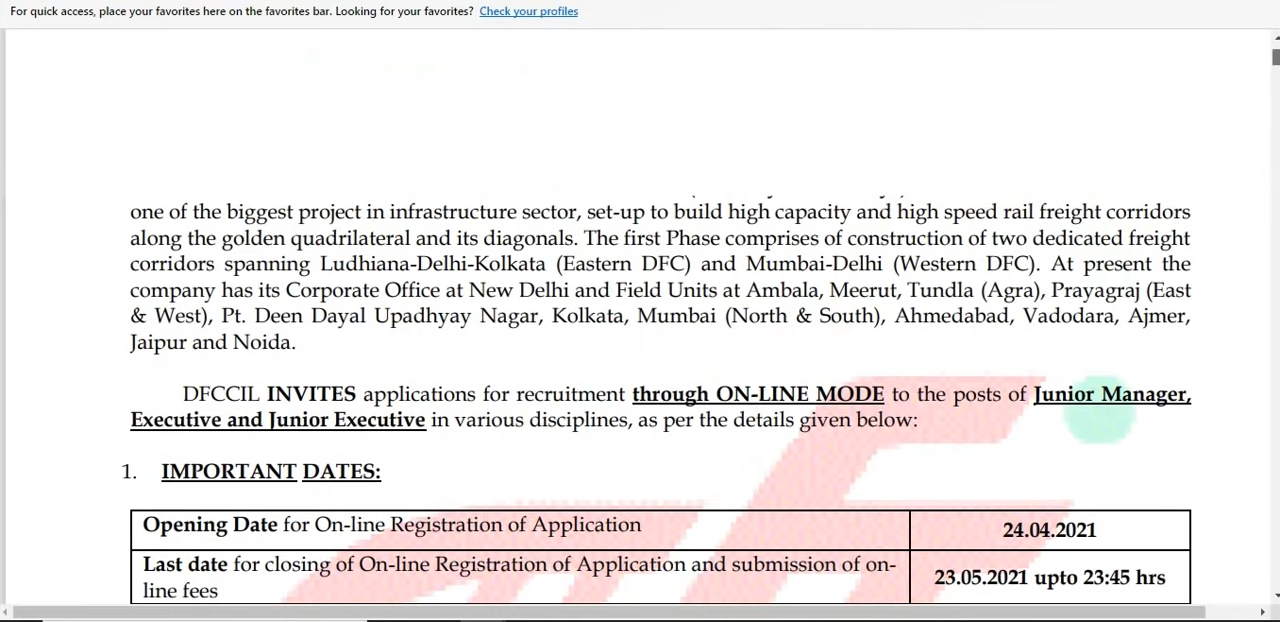 For quick access, place your favorites here on the favorites bar. Looking for your favorites? Check your profiles
one of the biggest project in infrastructure sector, set-up to build high capacity and high speed rail freight corridors
along the golden quadrilateral and its diagonals. The first Phase comprises of construction of two dedicated freight
corridors spanning Ludhiana-Delhi-Kolkata (Eastern DFC) and Mumbai-Delhi (Western DFC). At present the
company has its Corporate Office at New Delhi and Field Units at Ambala, Meerut, Tundla (Agra), Prayagraj (East
& West), Pt. Deen Dayal Upadhyay Nagar, Kolkata, Mumbai (North & South), Ahmedabad, Vadodara, Ajmer,
Jaipur and Noida.
DFCCIL INVITES applications for recruitment through ON-LINE MODE to the posts of Junior Manager,
Executive and Junior Executive in various disciplines, as per the details given below:
1. IMPORTANT DATES:
Opening Date for On-line Registration of Application 24.04.2021
Last date for closing of On-line Registration of Application and submission of on-
line fees 23.05.2021 upto 23:45 hrs